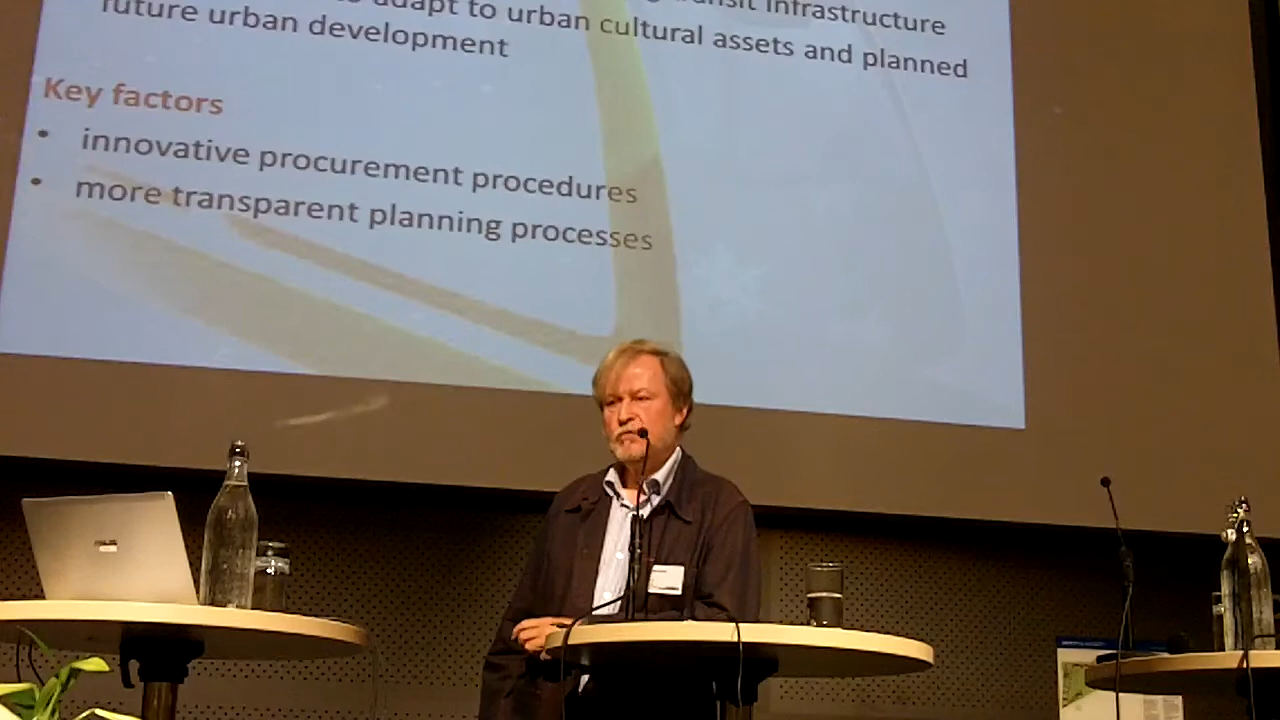 infrastructure
adapt to urban cultural assets and planned
future urban development
Key factors
• innovative procurement procedures
• more transparent planning processes